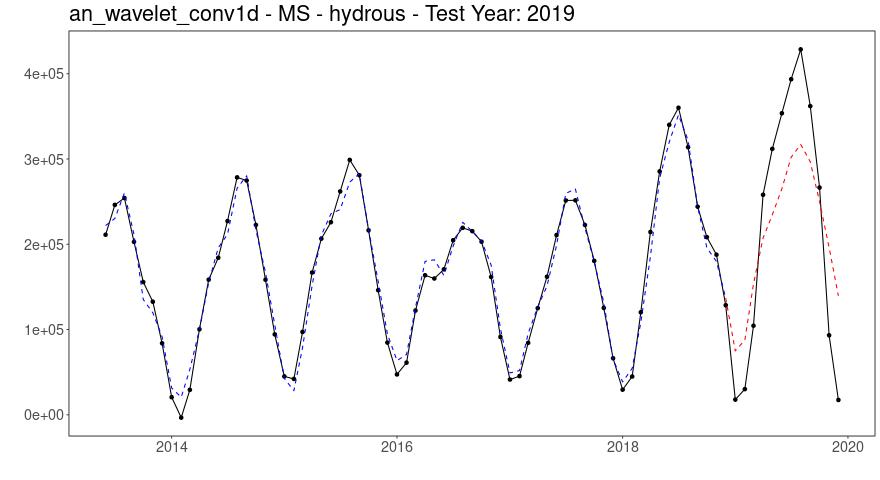 an_wavelet_conv1d - MS - hydrous - Test Year: 2019
4e+05
3e+05
2e+05
1e+05
0e+00
2014 2016 2018 2020